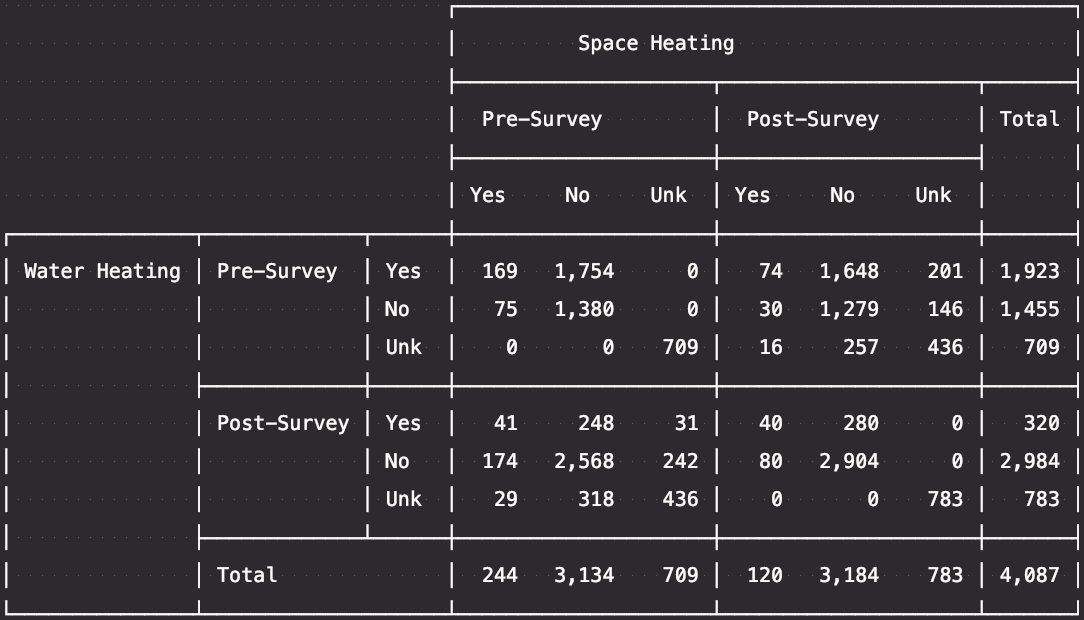 Space Heating
Pre-Survey Post-Survey Total
Yes No Unk Yes No Unk
Water Heating Pre-Survey Yes 169 1,754 0 74 1,648 201 1,923
No 75 1,380 0 30 1,279 146 1,455
Unk 0 0 709 16 257 436 709
Post-Survey Yes 41 248 31 40 280 0 320
No 174 2,568 242 80 2,904 0 2,984
Unk 29 318 436 0 0 783 783
Total 244 3,134 709 120 3,184 783 4,087